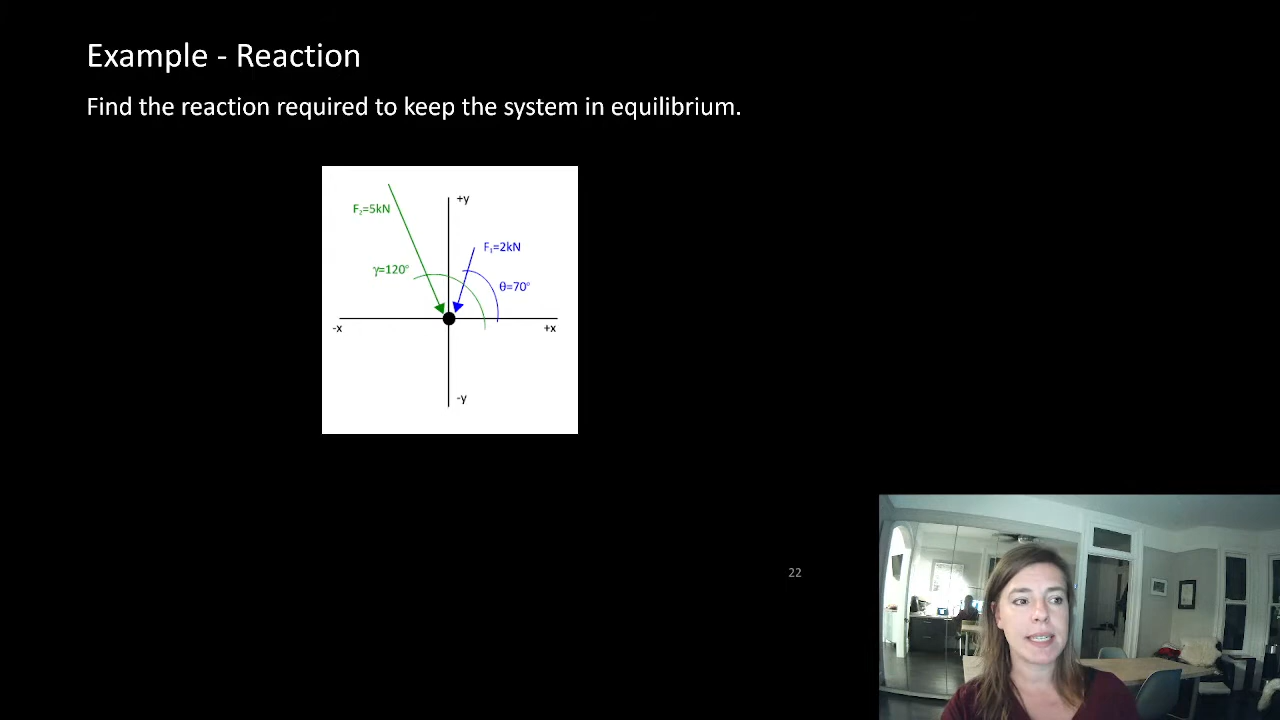 Example - Reaction
Find the reaction required to keep the system in equilibrium.
+y
F₂=5kN
F₁=2kN
γ=120°
θ=70°
-x
+x
-y
22